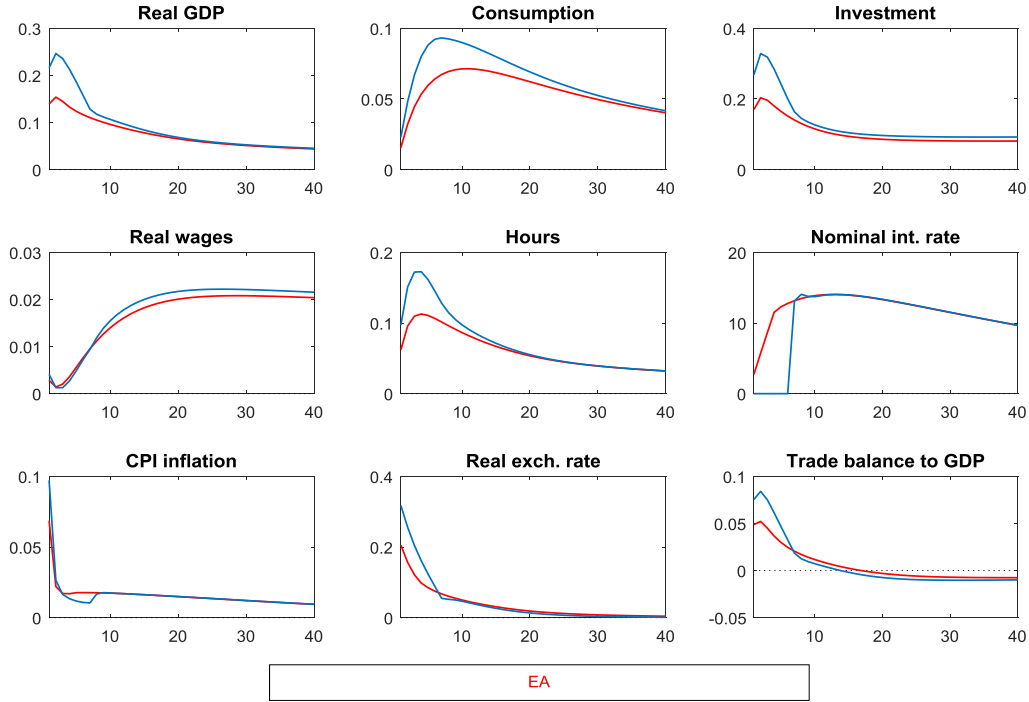 Real GDP
0.3
0.2
0.1
0
10 20 30 40
Consumption
0.1
0.05
0
10 20 30 40
Investment
0.4
0.2
0
10 20 30 40
Real wages
0.03
0.02
0.01
0
10 20 30 40
Hours
0.2
0.1
0
10 20 30 40
Nominal int. rate
20
10
0
10 20 30 40
CPI inflation
0.1
0.05
0
10 20 30 40
Real exch. rate
0.4
0.2
0
10 20 30 40
Trade balance to GDP
0.1
0.05
0
-0.05
10 20 30 40
EA